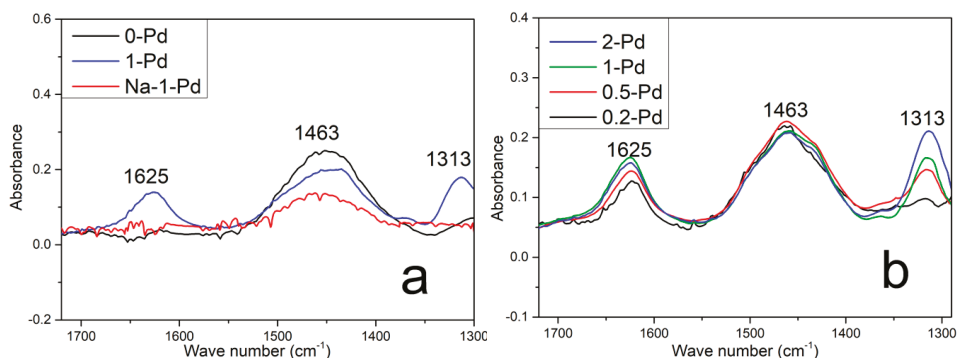 0.6
0.4
0.2
0.0
-0.2
Absorbance
0-Pd
1-Pd
Na-1-Pd
1625
1463
1313
a
1700 1600 1500 1400 1300
Wave number (cm⁻¹)
0.4
0.3
0.2
0.1
0.0
-0.1
Absorbance
2-Pd
1-Pd
0.5-Pd
0.2-Pd
1625
1463
1313
b
1700 1600 1500 1400 1300
Wave number (cm⁻¹)